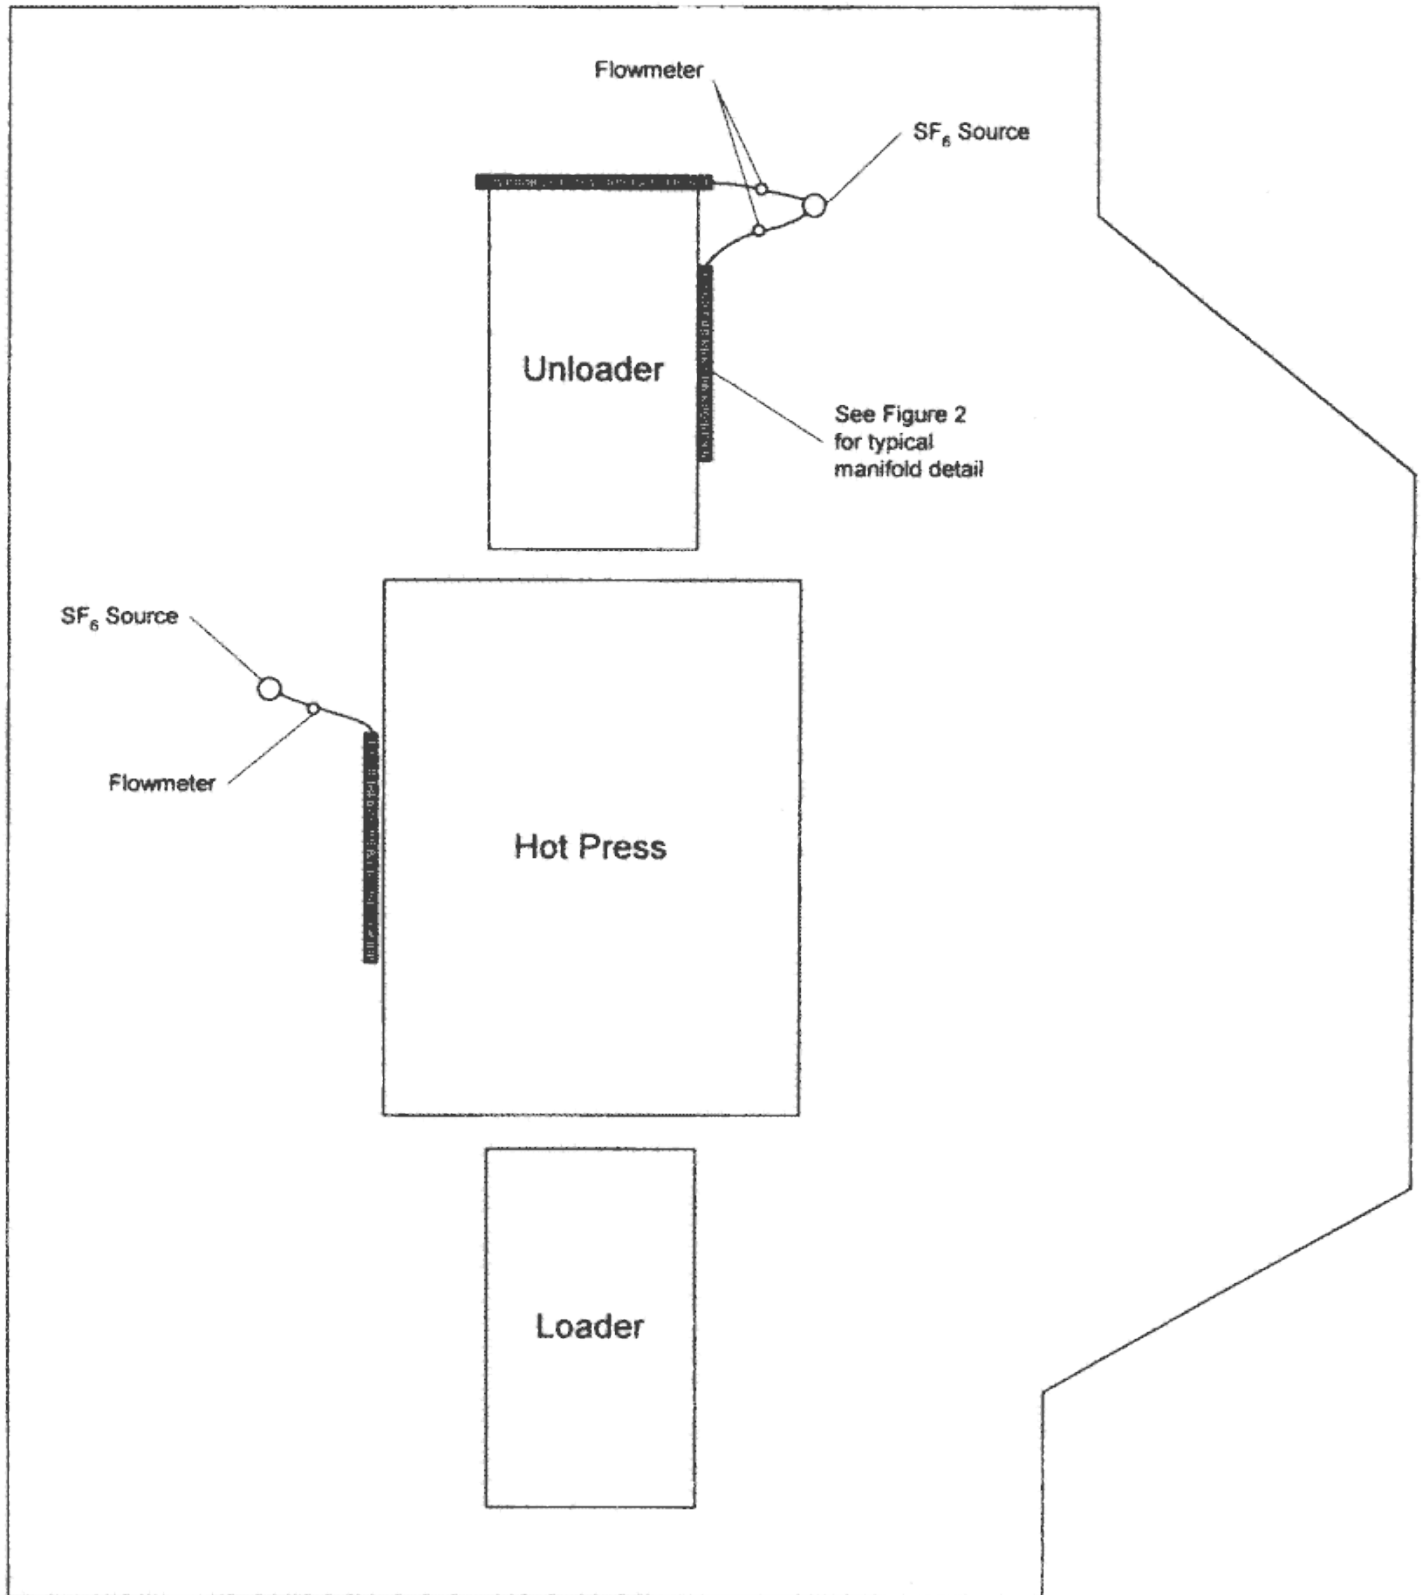 Flowmeter
SF₆ Source
Unloader
See Figure 2
for typical
manifold detail
SF₆ Source
Flowmeter
Hot Press
Loader